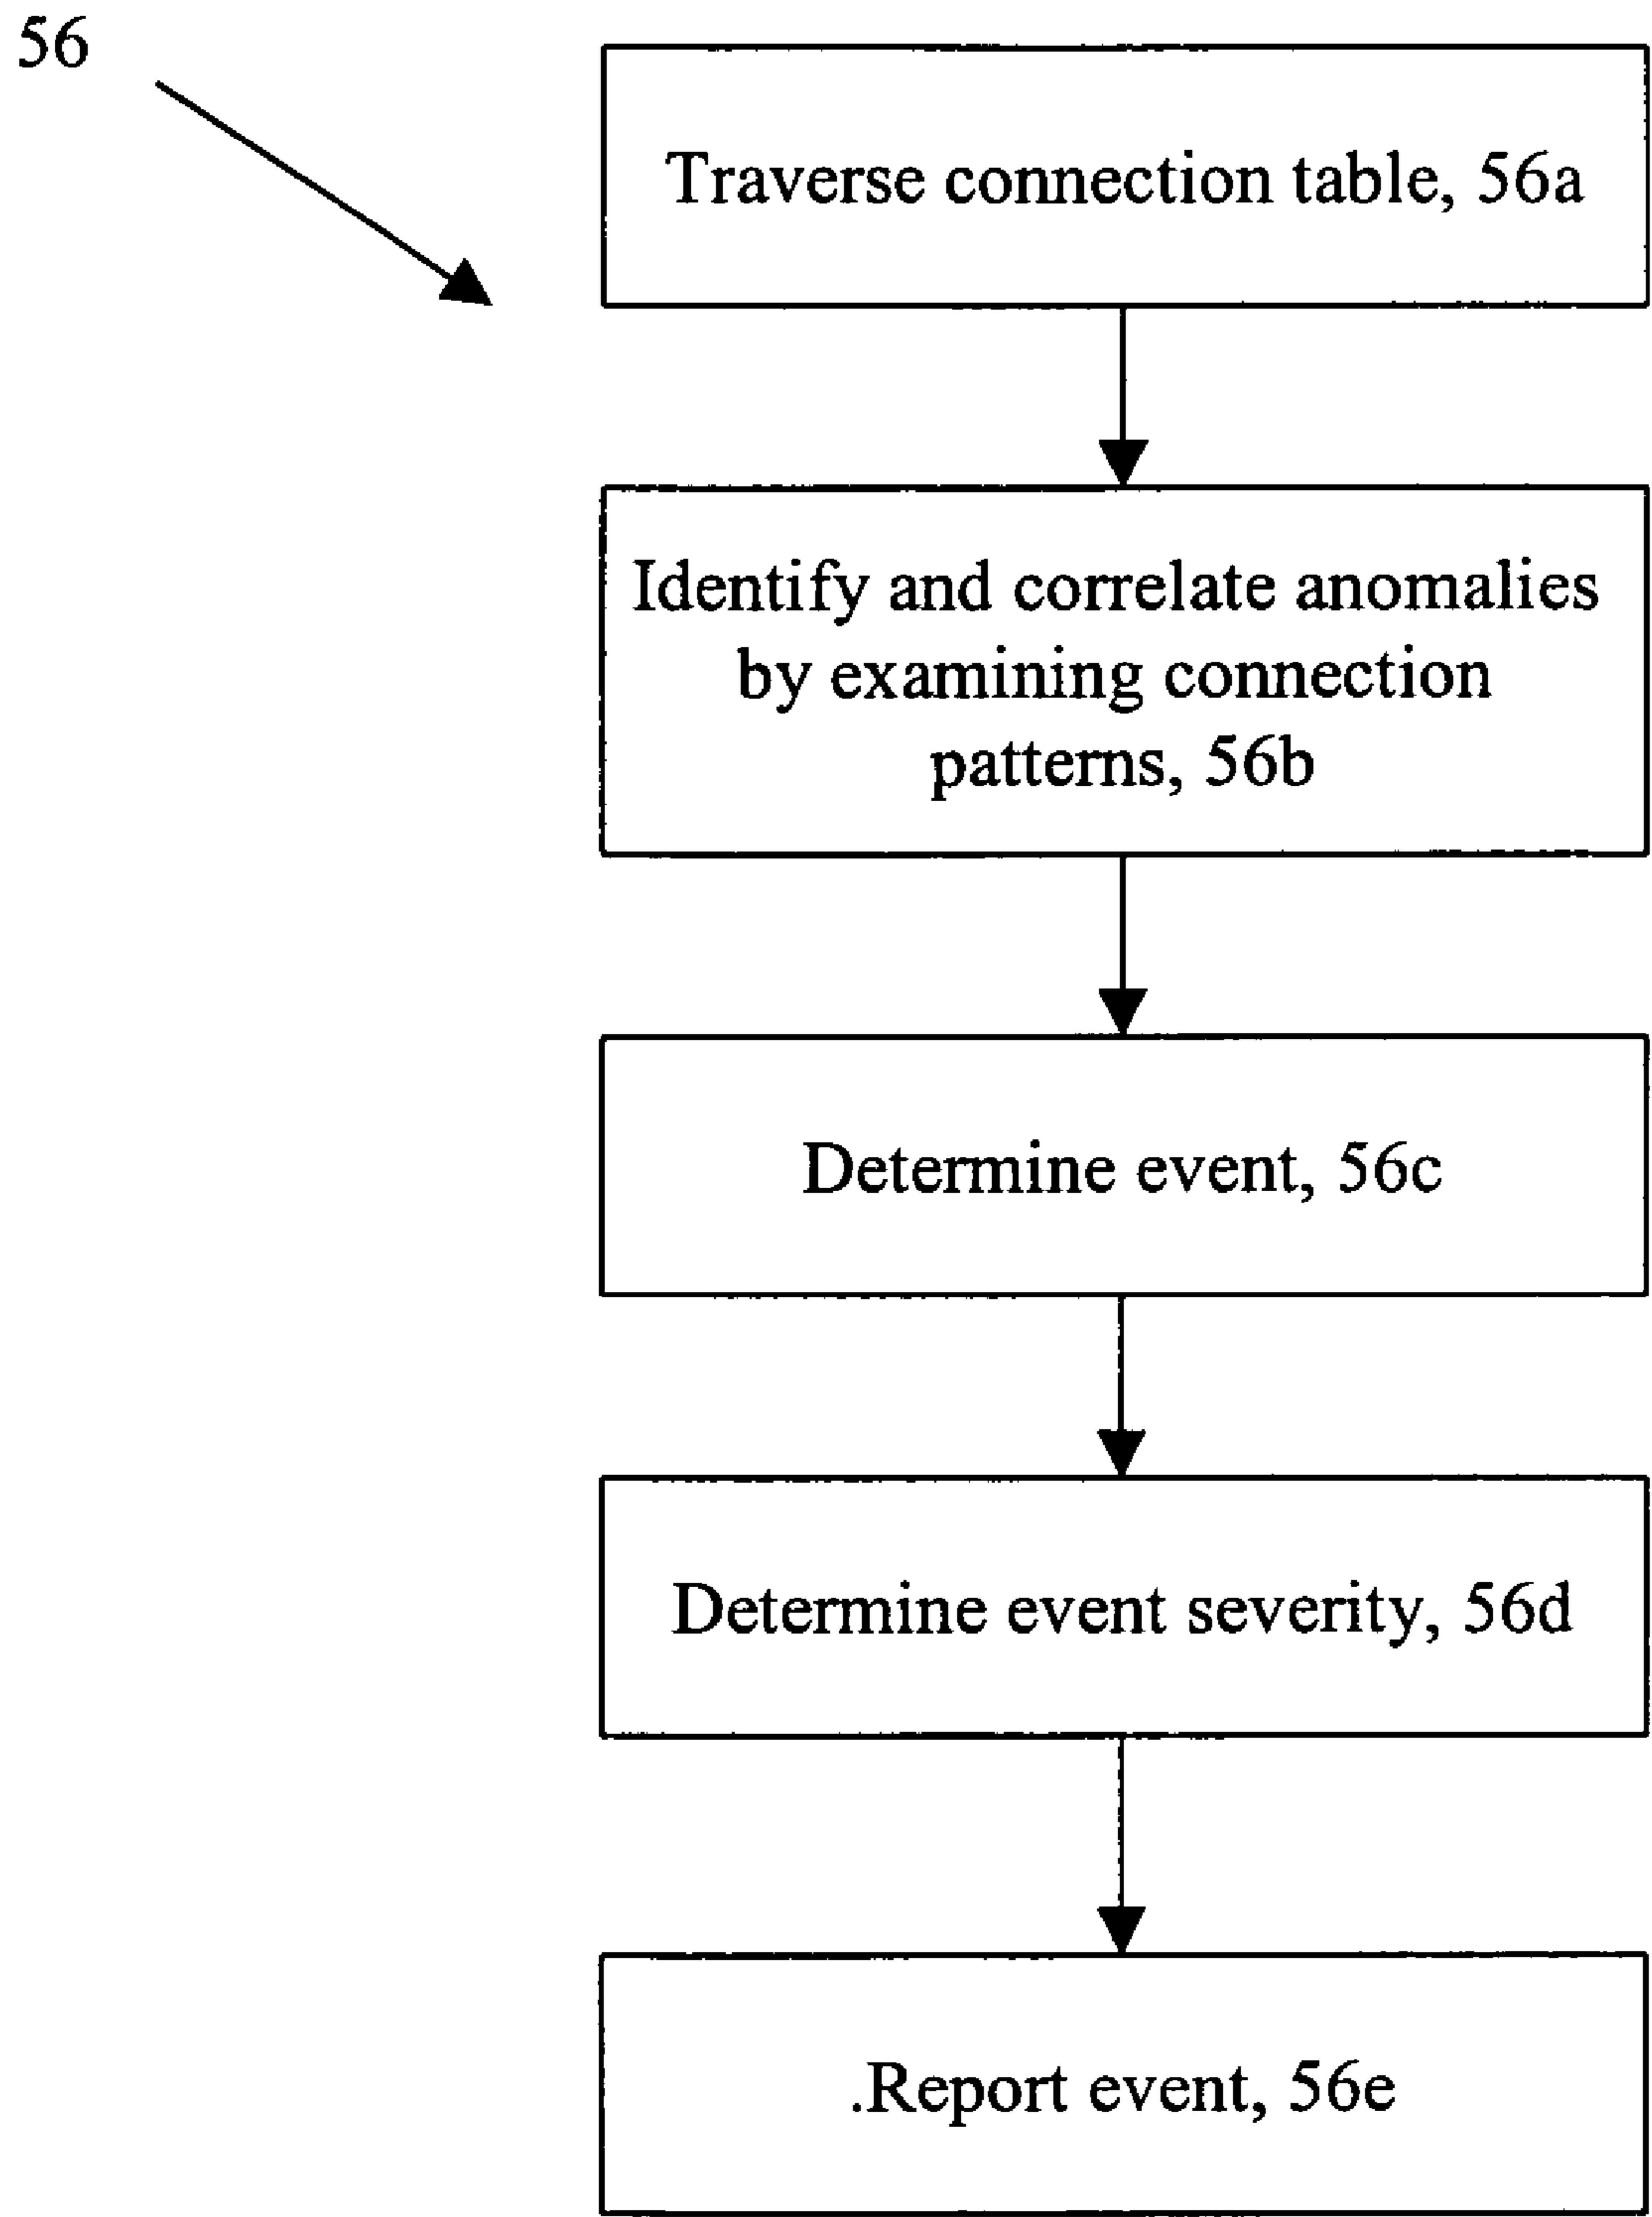 56
Traverse connection table, 56a
Identify and correlate anomalies
by examining connection
patterns, 56b
Determine event, 56c
Determine event severity, 56d
.Report event, 56e